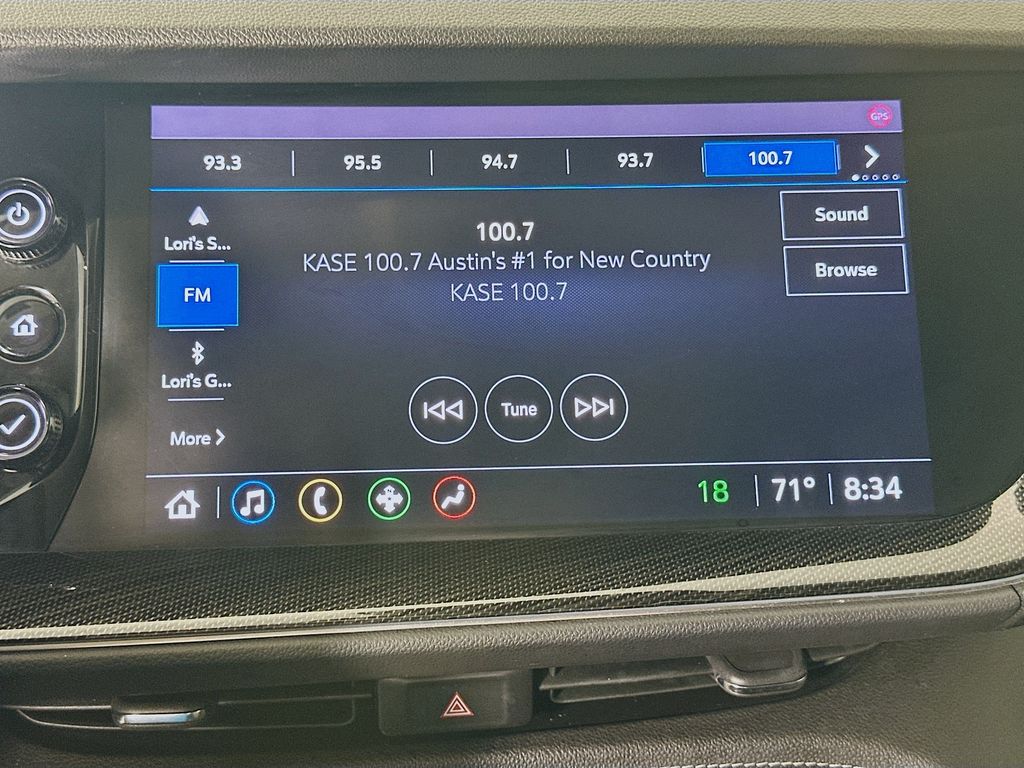 GPS
93.3 95.5 94.7 93.7 100.7
Lori's S...
FM
Lori's G...
More
100.7
KASE 100.7 Austin's #1 for New Country
KASE 100.7
Tune
Sound
Browse
18 71° 8:34